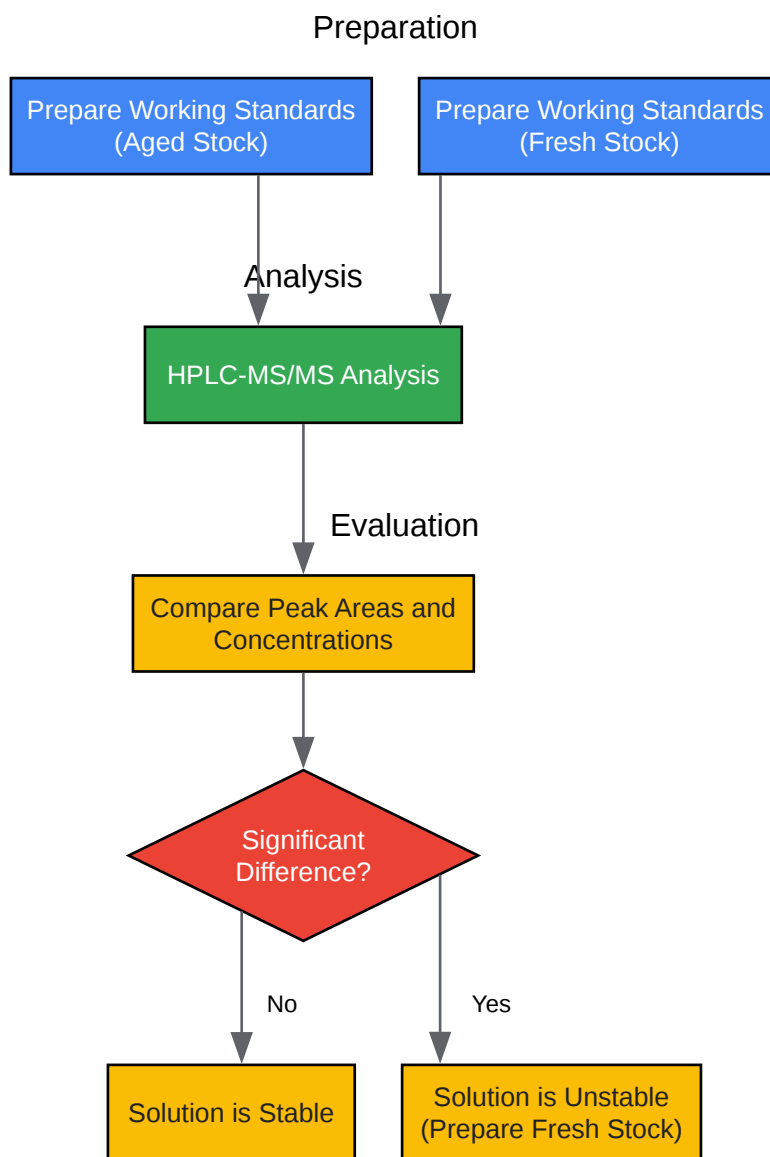 Preparation
Prepare Working Standards
(Aged Stock)
Prepare Working Standards
(Fresh Stock)
Analysis
HPLC-MS/MS Analysis
Evaluation
Compare Peak Areas and
Concentrations
Significant
Difference?
No
Yes
Solution is Stable
Solution is Unstable
(Prepare Fresh Stock)